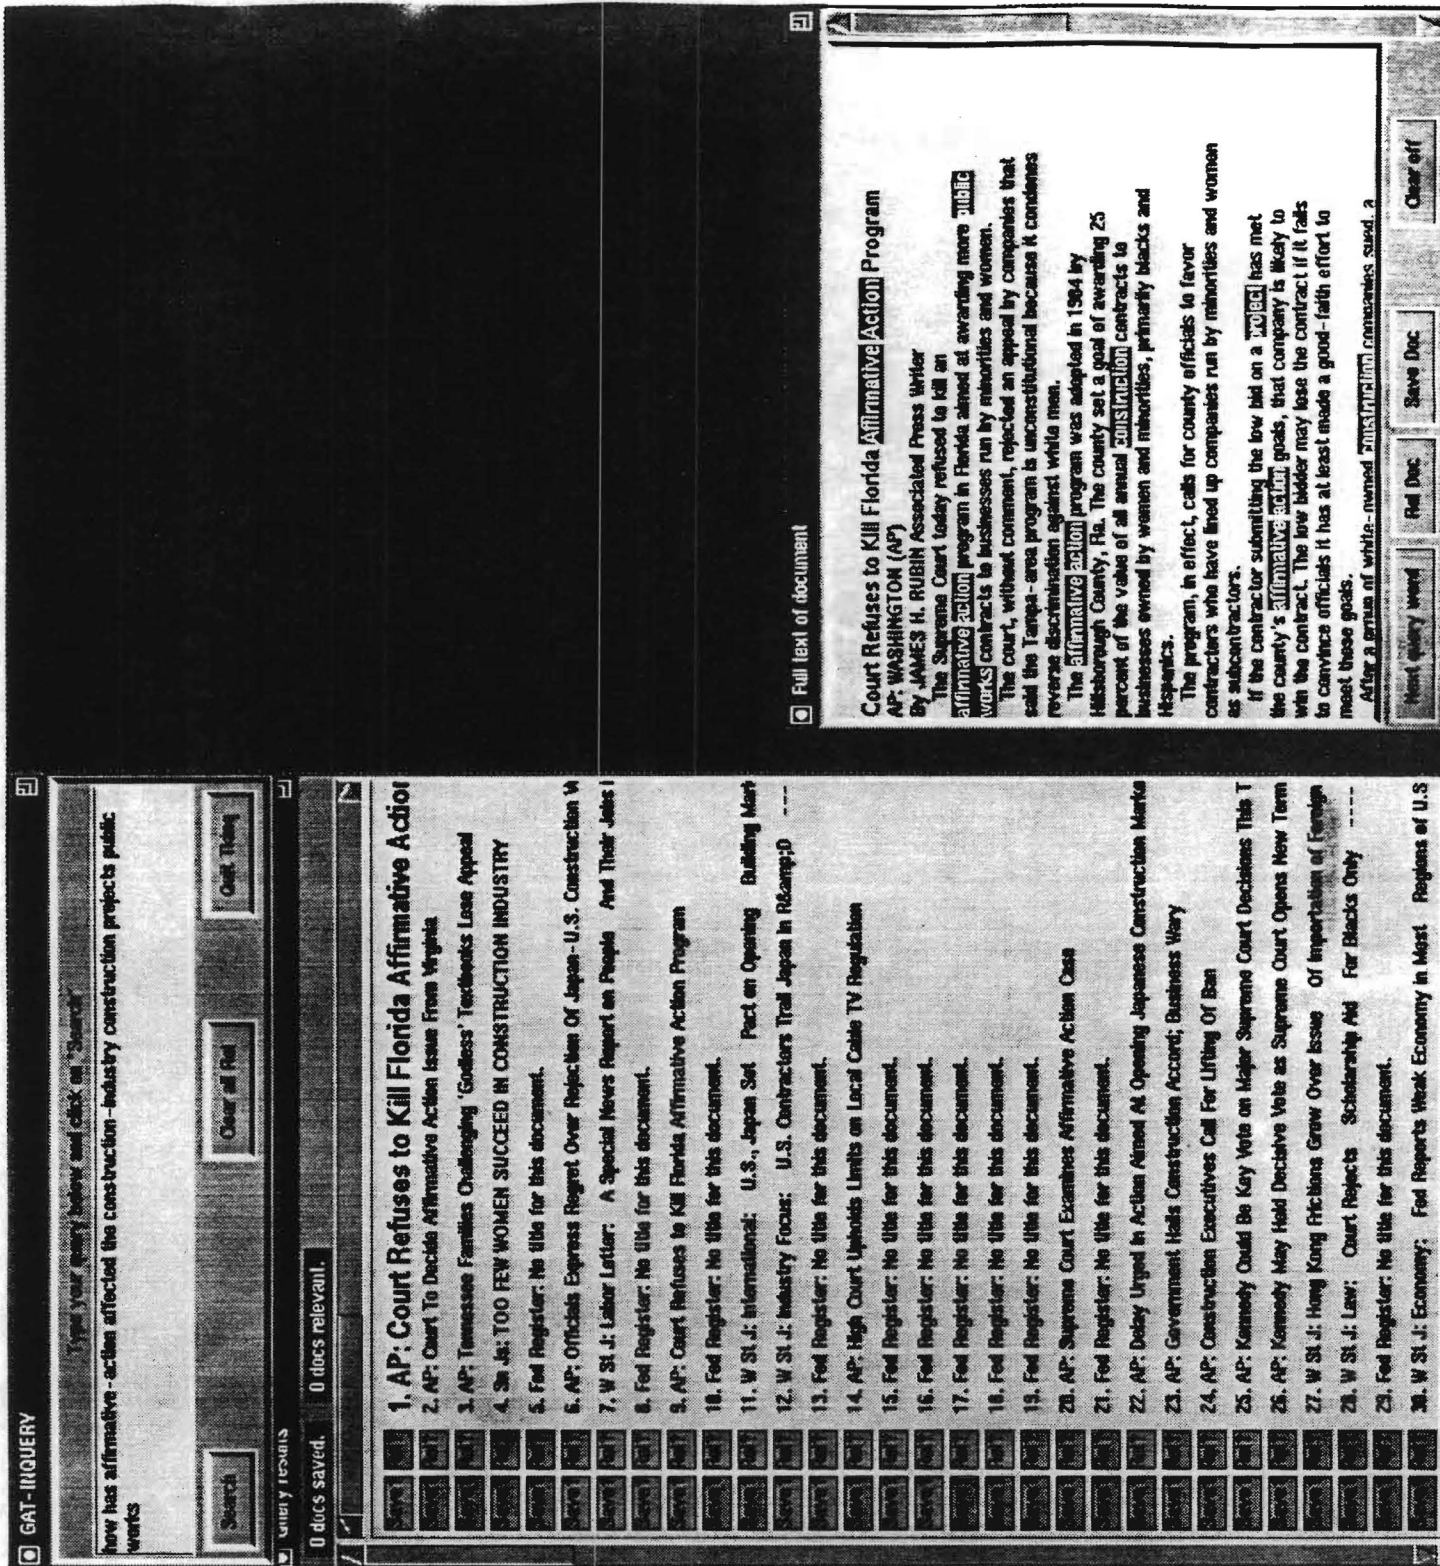 GAT-INQUERY
Type your query below and click on "Search"
how has affirmative-action affected the construction-industry construction projects public
works
Search
Clear all Rel
Quit Tkinq
Query results
0 docs saved.
0 docs relevant.
1. AP: Court Refuses to Kill Florida Affirmative Action
2. AP: Court To Decide Affirmative Action Issue From Virginia
3. AP: Tennessee Families Challenging 'Godless' Textbooks Lose Appeal
4. Sn Js: TOO FEW WOMEN SUCCEED IN CONSTRUCTION INDUSTRY
5. Fed Register: No title for this document.
6. AP: Officials Express Regret Over Rejection Of Japan-U.S. Construction W
7. W St J: Labor Letter: A Special News Report on People And Their Jobs i
8. Fed Register: No title for this document.
9. AP: Court Refuses to Kill Florida Affirmative Action Program
10. Fed Register: No title for this document.
11. W St J: International: U.S., Japan Set Pact on Opening Building Mark
12. W St J: Industry Focus: U.S. Contractors Trail Japan in R&amp;D ----
13. Fed Register: No title for this document.
14. AP: High Court Upholds Limits on Local Cable TV Regulation
15. Fed Register: No title for this document.
16. Fed Register: No title for this document.
17. Fed Register: No title for this document.
18. Fed Register: No title for this document.
19. Fed Register: No title for this document.
20. AP: Supreme Court Examines Affirmative Action Case
21. Fed Register: No title for this document.
22. AP: Delay Urged In Action Aimed At Opening Japanese Construction Marke
23. AP: Government Hails Construction Accord; Business Wary
24. AP: Construction Executives Call For Lifting Of Ban
25. AP: Kennedy Could Be Key Vote on Major Supreme Court Decisions This T
26. AP: Kennedy May Hold Decisive Vote as Supreme Court Opens New Term
27. W St J: Hong Kong Frictions Grow Over Issue Of Importation of Foreign
28. W St J: Law: Court Rejects Scholarship Aid For Blacks Only ----
29. Fed Register: No title for this document.
30. W St J: Economy: Fed Reports Weak Economy in Most Regions of U.S
Full text of document
Court Refuses to Kill Florida Affirmative Action Program
AP: WASHINGTON (AP)
By JAMES H. RUBIN Associated Press Writer
The Supreme Court today refused to kill an
affirmative action program in Florida aimed at awarding more public
works contracts to businesses run by minorities and women.
The court, without comment, rejected an appeal by companies that
said the Tampa-area program is unconstitutional because it condones
reverse discrimination against white men.
The affirmative action program was adopted in 1984 by
Hillsborough County, Fla. The county set a goal of awarding 25
percent of the value of all annual construction contracts to
businesses owned by women and minorities, primarily blacks and
Hispanics.
The program, in effect, calls for county officials to favor
contractors who have lined up companies run by minorities and women
as subcontractors.
If the contractor submitting the low bid on a project has met
the county's affirmative action goals, that company is likely to
win the contract. The low bidder may lose the contract if it fails
to convince officials it has at least made a good-faith effort to
meet those goals.
After a group of white-owned construction companies sued, a
Next query word
Rel Doc
Save Doc
Clear off